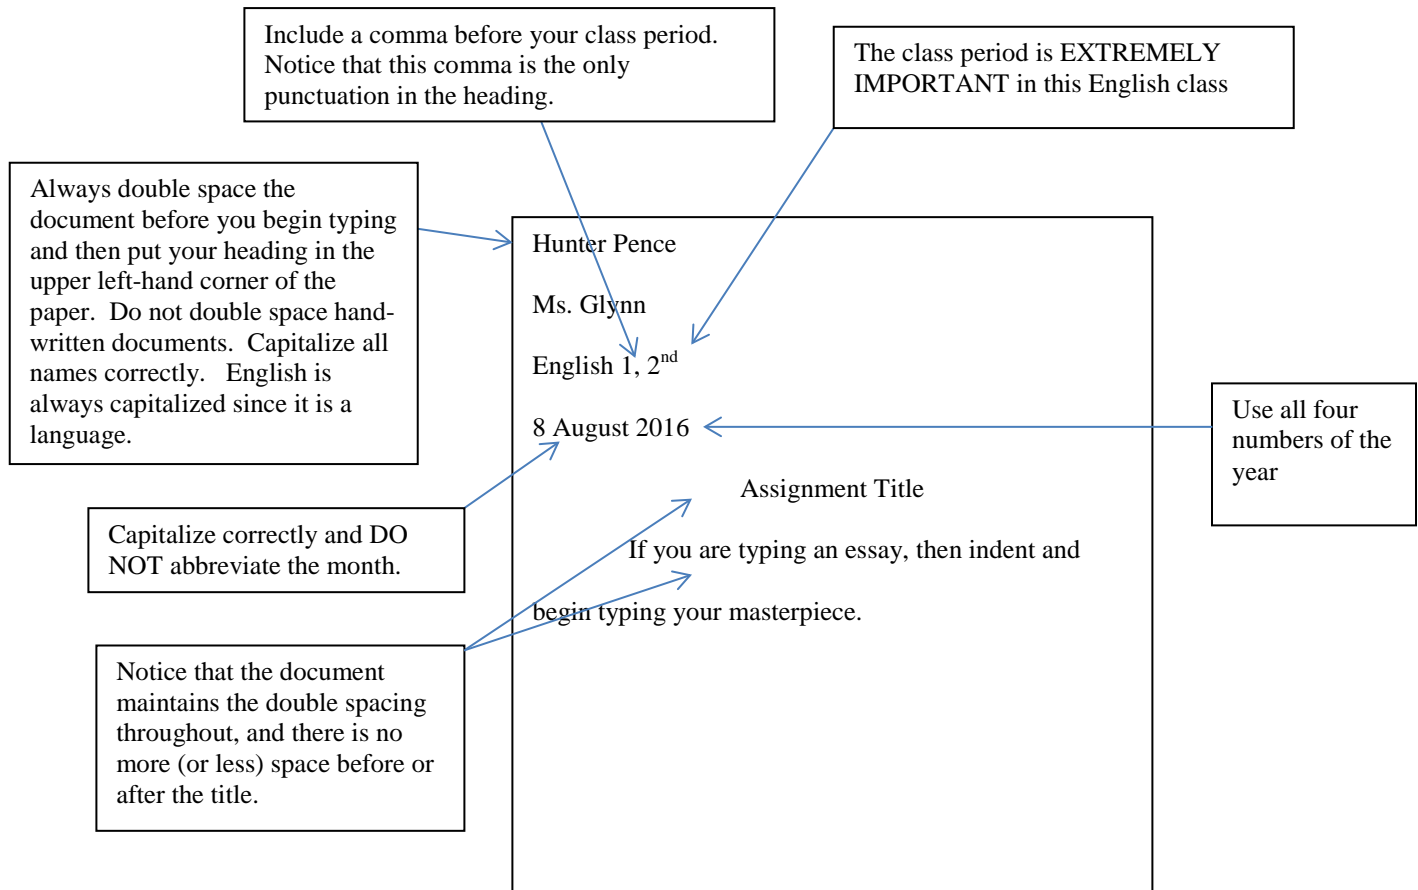 Include a comma before your class period.
Notice that this comma is the only
punctuation in the heading.
The class period is EXTREMELY
IMPORTANT in this English class
Always double space the
document before you begin typing
and then put your heading in the
upper left-hand corner of the
paper.  Do not double space hand-
written documents.  Capitalize all
names correctly.   English is
always capitalized since it is a
language.
Hunter Pence
Ms. Glynn
English 1, 2nd
8 August 2016
Use all four
numbers of the
year
Assignment Title
Capitalize correctly and DO
NOT abbreviate the month.
If you are typing an essay, then indent and
begin typing your masterpiece.
Notice that the document
maintains the double spacing
throughout, and there is no
more (or less) space before or
after the title.